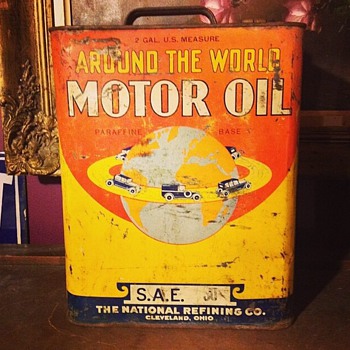 2 GAL. U.S. MEASURE
AROUND THE WORLD
MOTOR OIL
PARAFFINE BASE
S.A.E.
THE NATIONAL REFINING CO.
CLEVELAND, OHIO